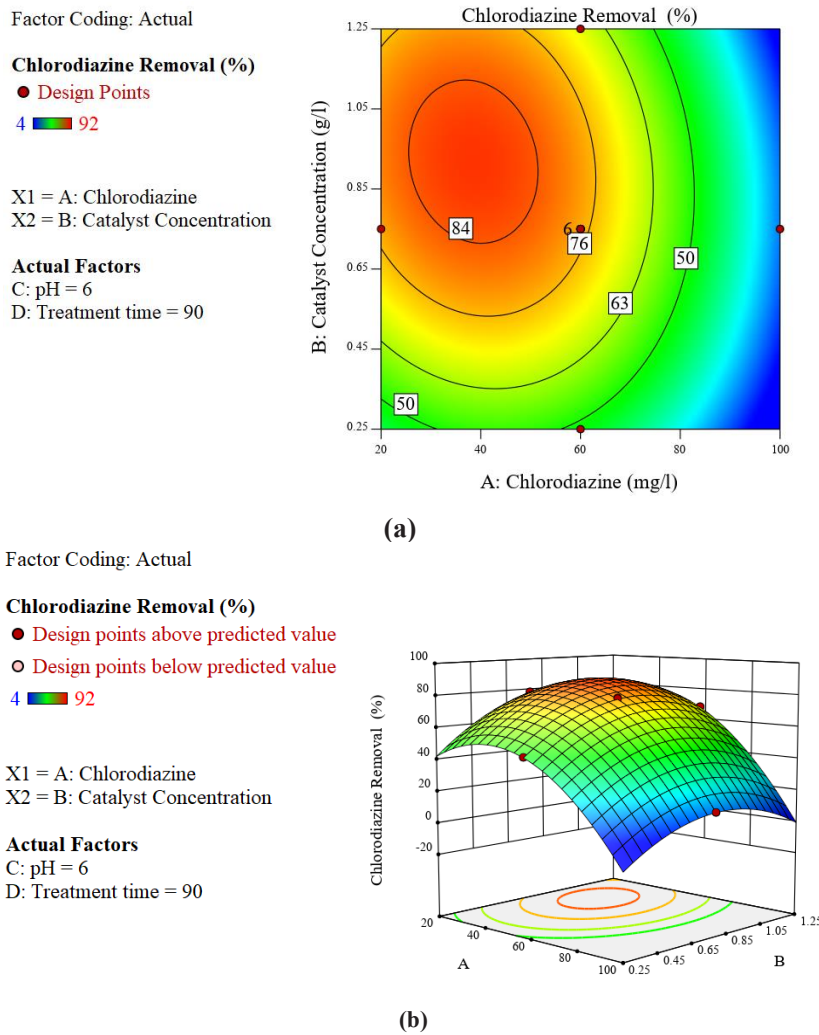 Factor Coding: Actual
Chlorodiazine Removal (%)
Design Points
4 92
X1 = A: Chlorodiazine
X2 = B: Catalyst Concentration
Actual Factors
C: pH = 6
D: Treatment time = 90
Chlorodiazine Removal (%)
B: Catalyst Concentration (g/l)
1.25
1.05
0.85
0.65
0.45
0.25
84
6
76
50
63
50
20 40 60 80 100
A: Chlorodiazine (mg/l)
(a)
Factor Coding: Actual
Chlorodiazine Removal (%)
Design points above predicted value
Design points below predicted value
4 92
X1 = A: Chlorodiazine
X2 = B: Catalyst Concentration
Actual Factors
C: pH = 6
D: Treatment time = 90
Chlorodiazine Removal (%)
100
80
60
40
20
0
-20
20
40
60
80
100
A
0.25
0.45
0.65
0.85
1.05
1.25
B
(b)